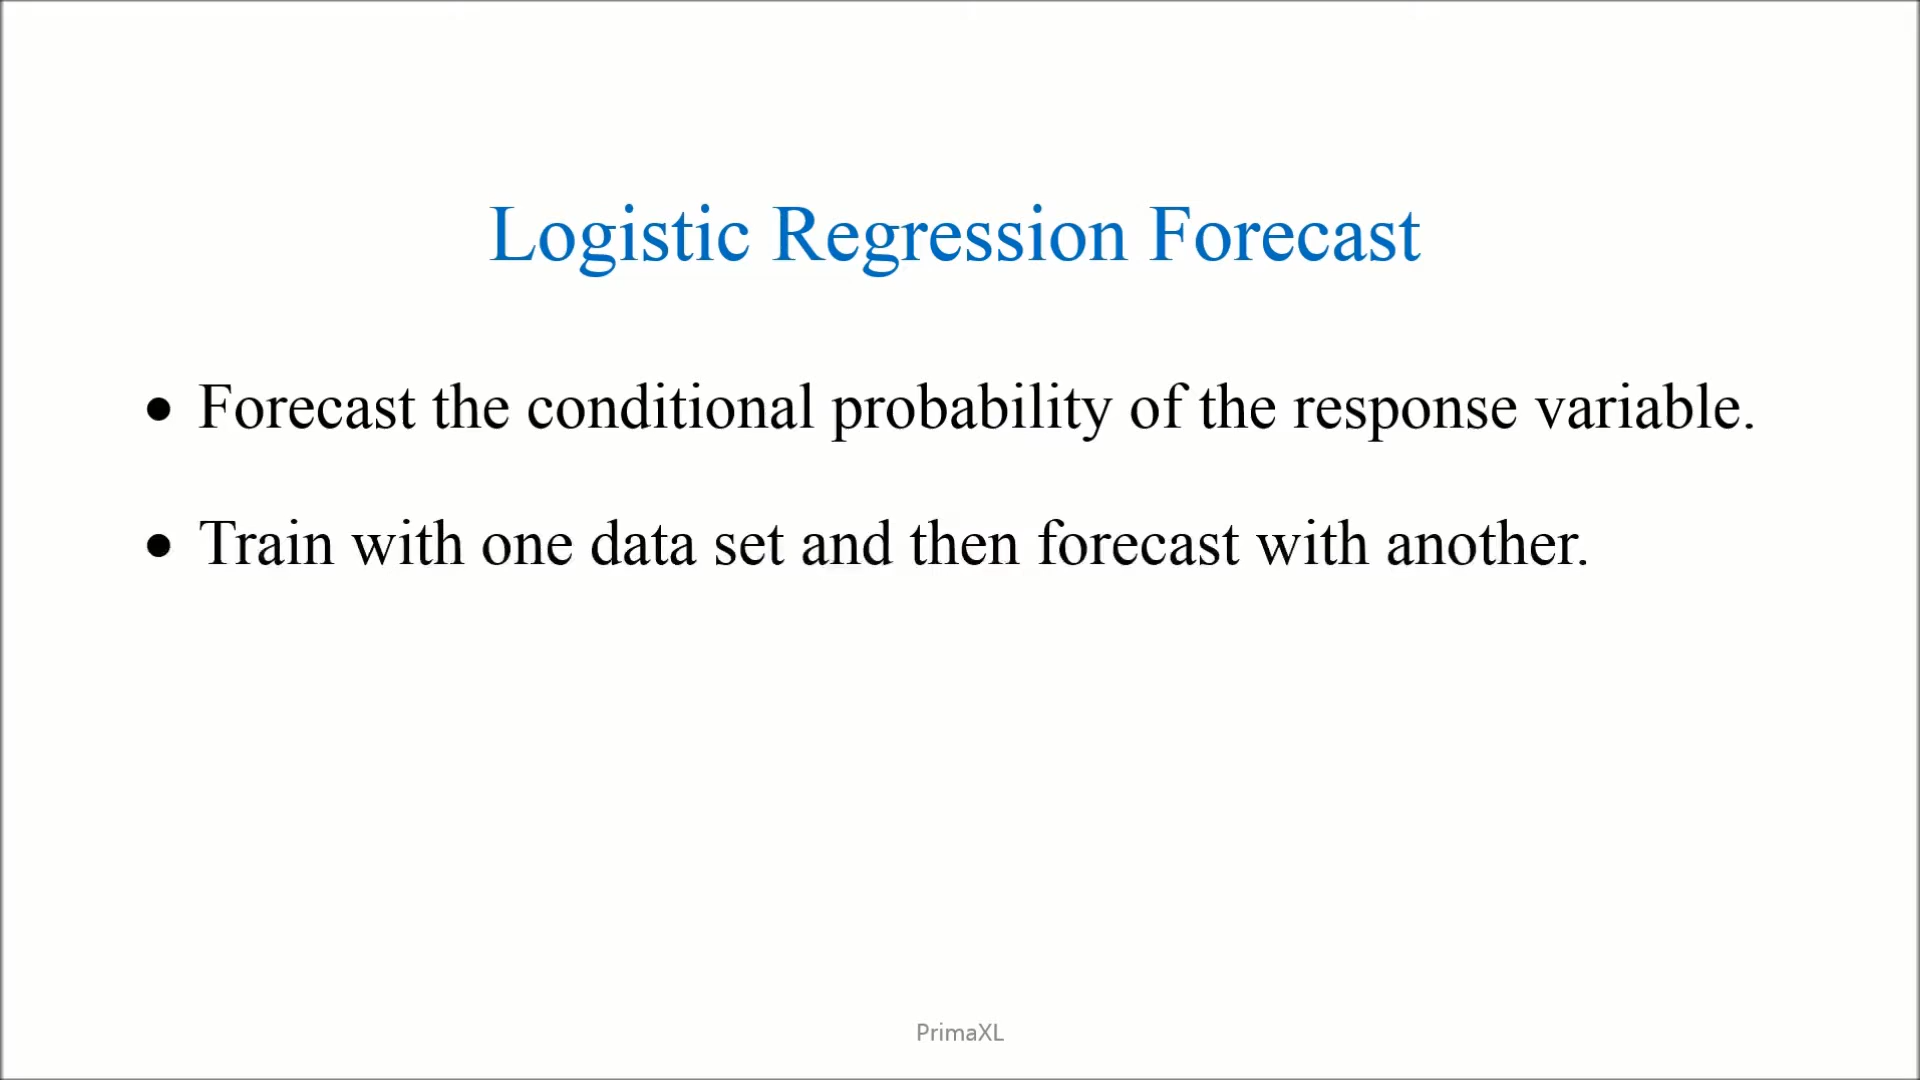 Logistic Regression Forecast
• Forecast the conditional probability of the response variable.
• Train with one data set and then forecast with another.
PrimaXL